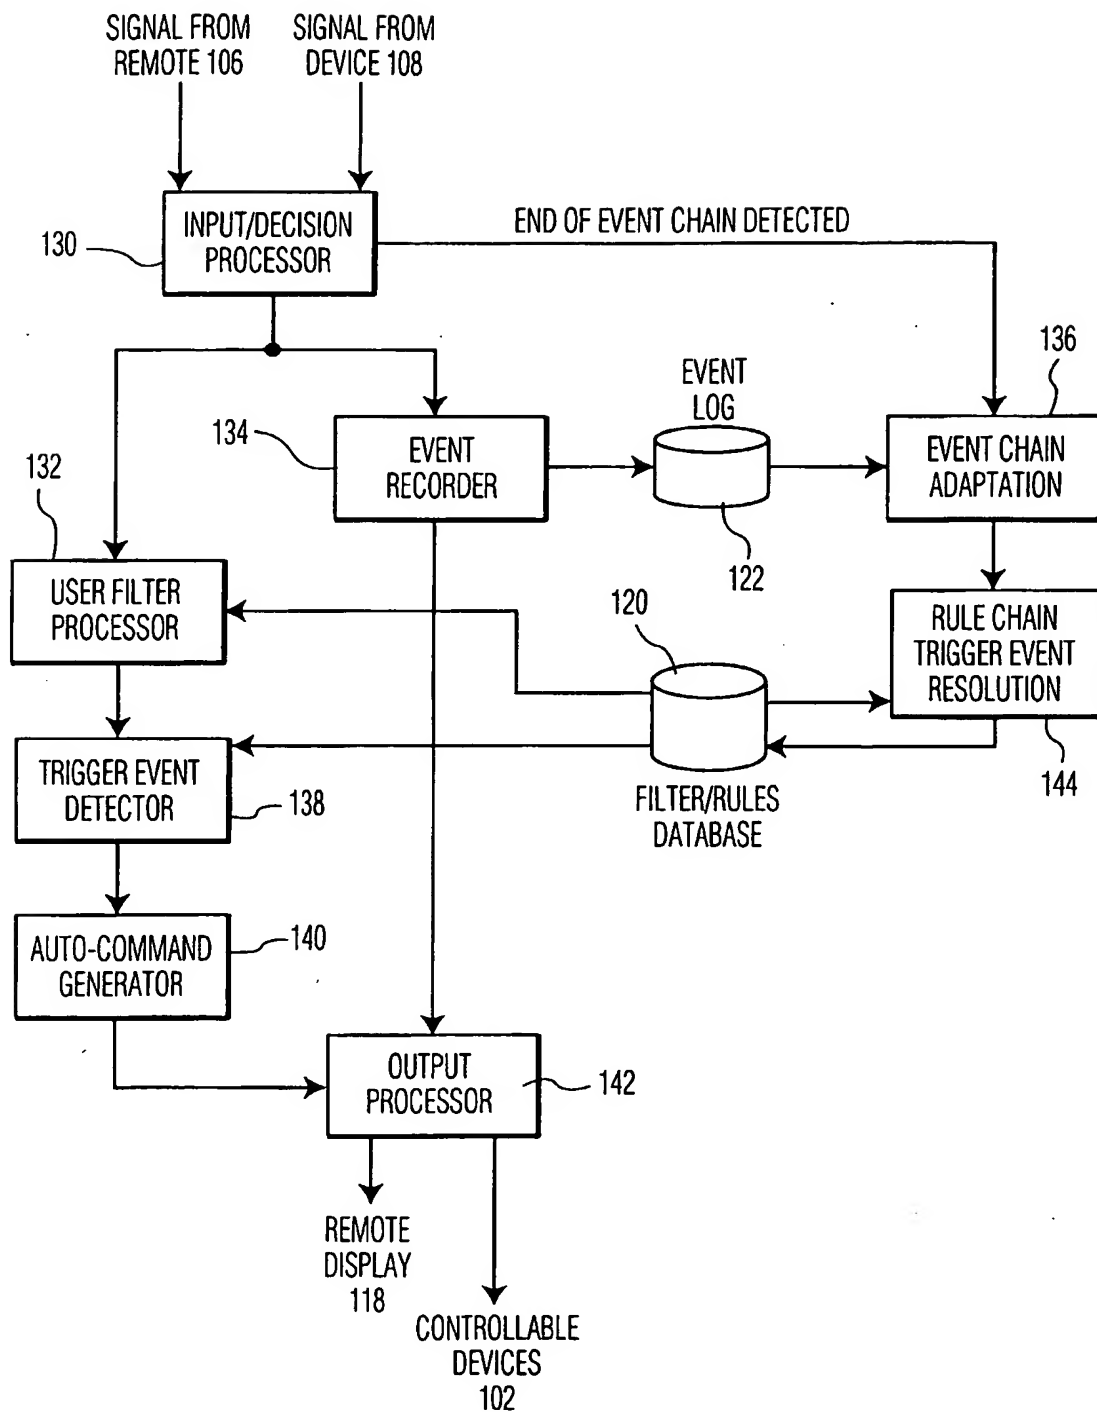 SIGNAL FROM
REMOTE 106
SIGNAL FROM
DEVICE 108
130
INPUT/DECISION
PROCESSOR
END OF EVENT CHAIN DETECTED
136
134
EVENT
RECORDER
EVENT
LOG
122
EVENT CHAIN
ADAPTATION
132
USER FILTER
PROCESSOR
120
RULE CHAIN
TRIGGER EVENT
RESOLUTION
144
TRIGGER EVENT
DETECTOR
138
FILTER/RULES
DATABASE
AUTO-COMMAND
GENERATOR
140
OUTPUT
PROCESSOR
142
REMOTE
DISPLAY
118
CONTROLLABLE
DEVICES
102